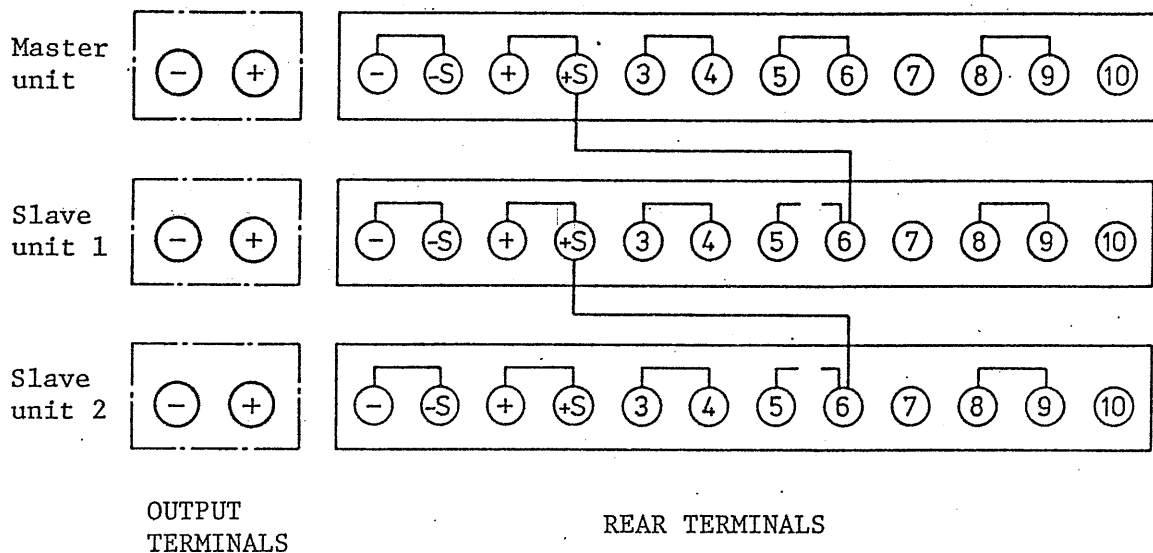 Master
unit
- +
- -S + +S 3 4 5 6 7 8 9 10
Slave
unit 1
- +
- -S + +S 3 4 5 6 7 8 9 10
Slave
unit 2
- +
- -S + +S 3 4 5 6 7 8 9 10
OUTPUT
TERMINALS
REAR TERMINALS